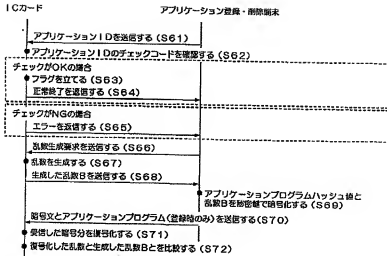 ICカード
アプリケーション登録・削除端末
アプリケーションIDを送信する(S61)
アプリケーションIDのチェックコードを確認する(S62)
チェックがOKの場合
フラグを立てる(S63)
正常終了を返信する(S64)
チェックがNGの場合
エラーを返信する(S65)
乱数生成要求を送信する(S66)
乱数を生成する(S67)
生成した乱数Bを送信する(S68)
アプリケーションプログラムハッシュ値と
乱数Bを秘密鍵で暗号化する(S69)
暗号文とアプリケーションプログラム(登録時のみ)を送信する(S70)
受信した暗号分を復号化する(S71)
復号化した乱数と生成した乱数Bとを比較する(S72)